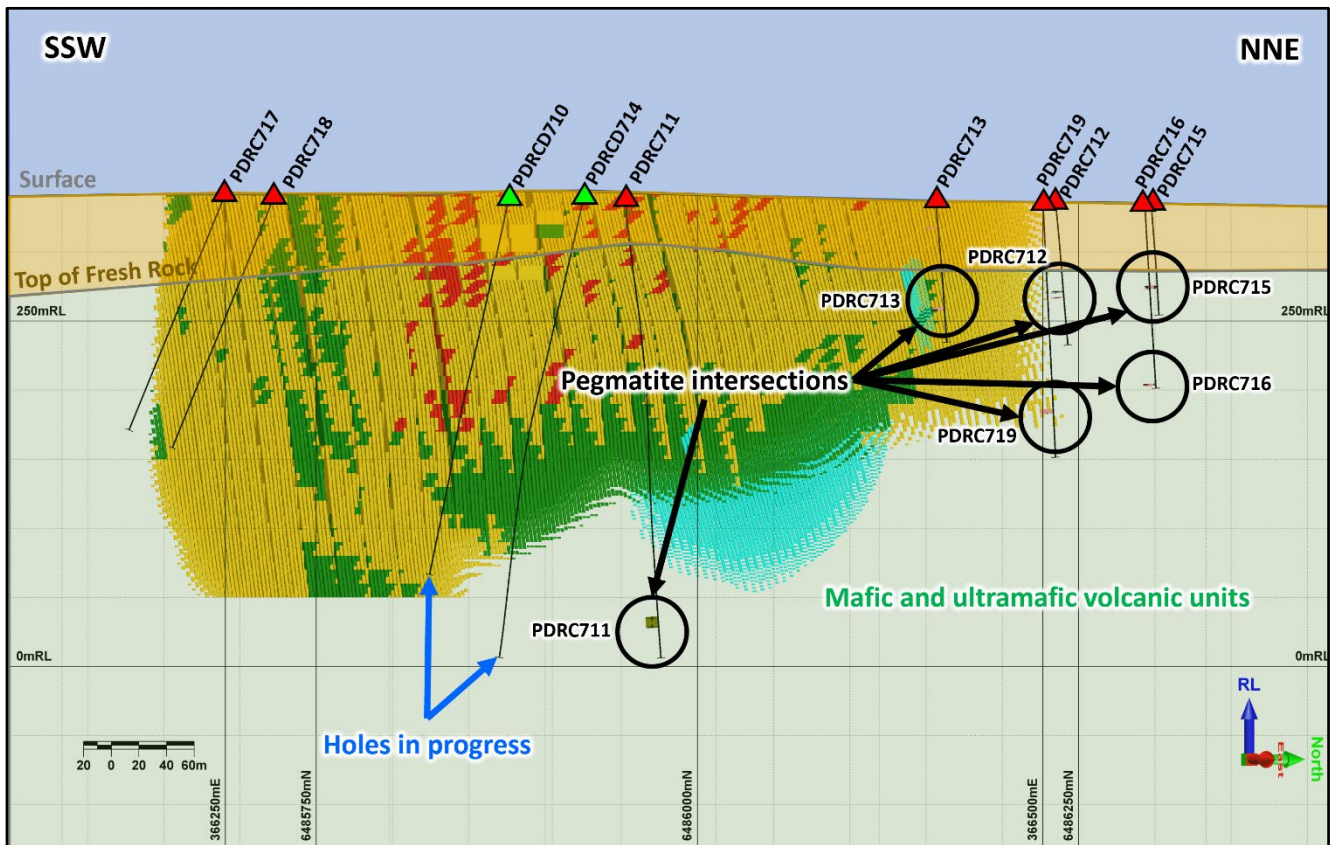 SSW
NNE
PDRC717
PDRC718
PDRCD710
PDRCD714
PDRC711
PDRC713
PDRC719
PDRC712
PDRC716
PDRC715
Surface
Top of Fresh Rock
PDRC712
250mRL
PDRC713
PDRC715
250mRL
Pegmatite intersections
PDRC716
PDRC719
Mafic and ultramafic volcanic units
PDRC711
0mRL
0mRL
RL
North
East
Holes in progress
20 0 20 40 60m
366250mE
6485750mN
6486000mN
366500mE
6486250mN